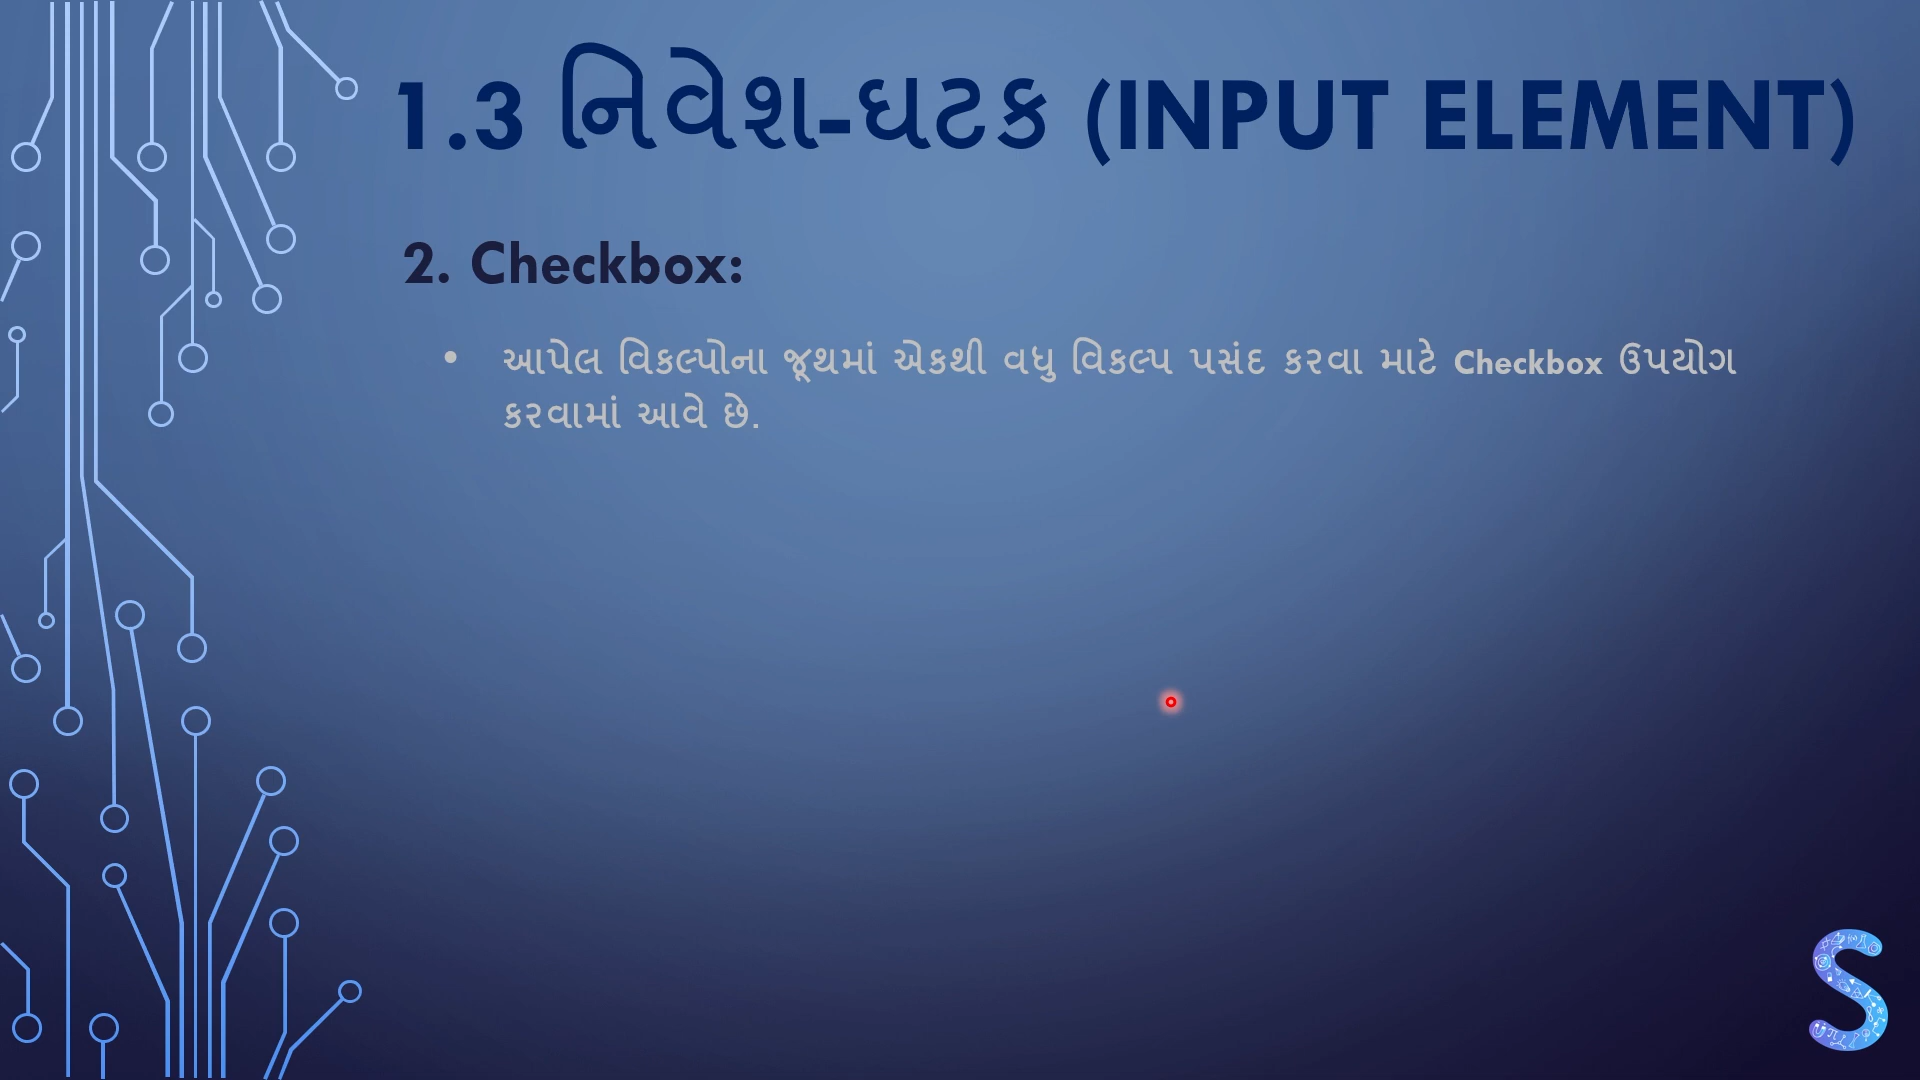 1.3 નિવેશ-ઘટક (INPUT ELEMENT)
2. Checkbox:
• આપેલ વિકલ્પોના જૂથમાં એકથી વધુ વિકલ્પ પસંદ કરવા માટે Checkbox ઉપયોગ
કરવામાં આવે છે.
S